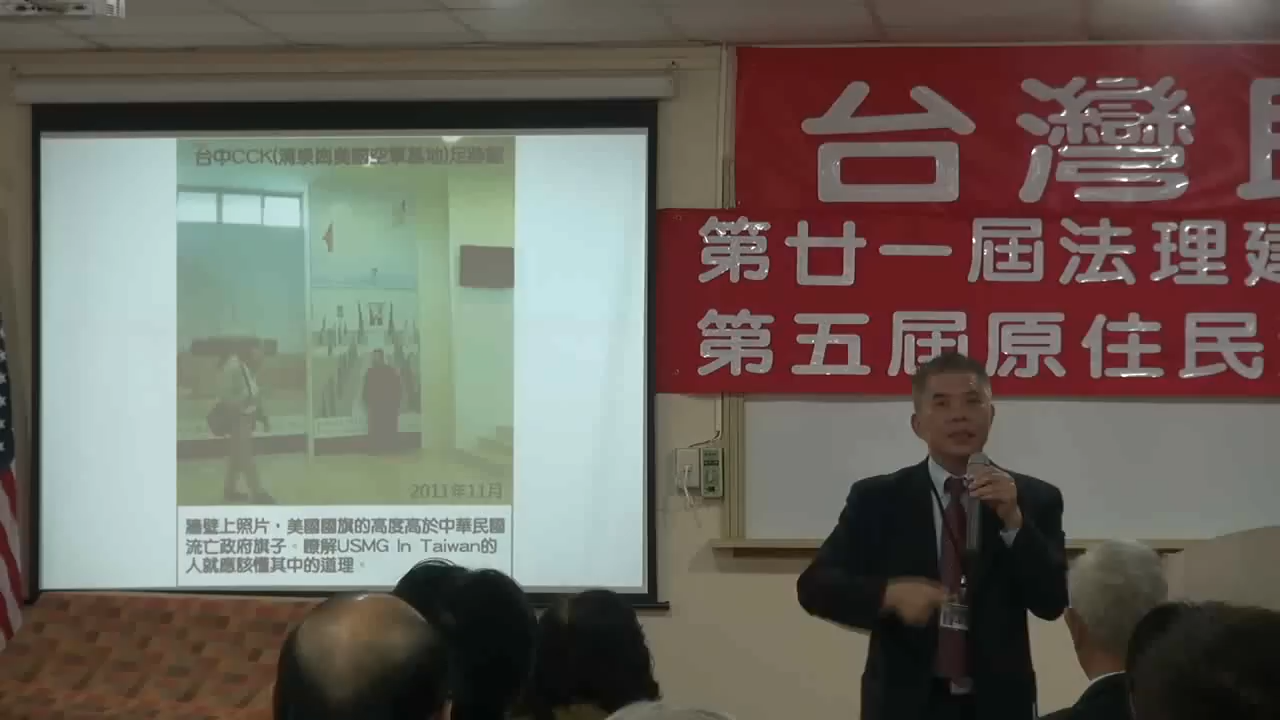 台中CCK(清泉崗美軍空軍基地)足跡
2011年11月
牆壁上照片，美國國旗的高度高於中華民國
流亡政府旗子。瞭解USMG In Taiwan的
人就應該懂其中的道理。
台灣
第廿一屆法理建
第五屆原住民